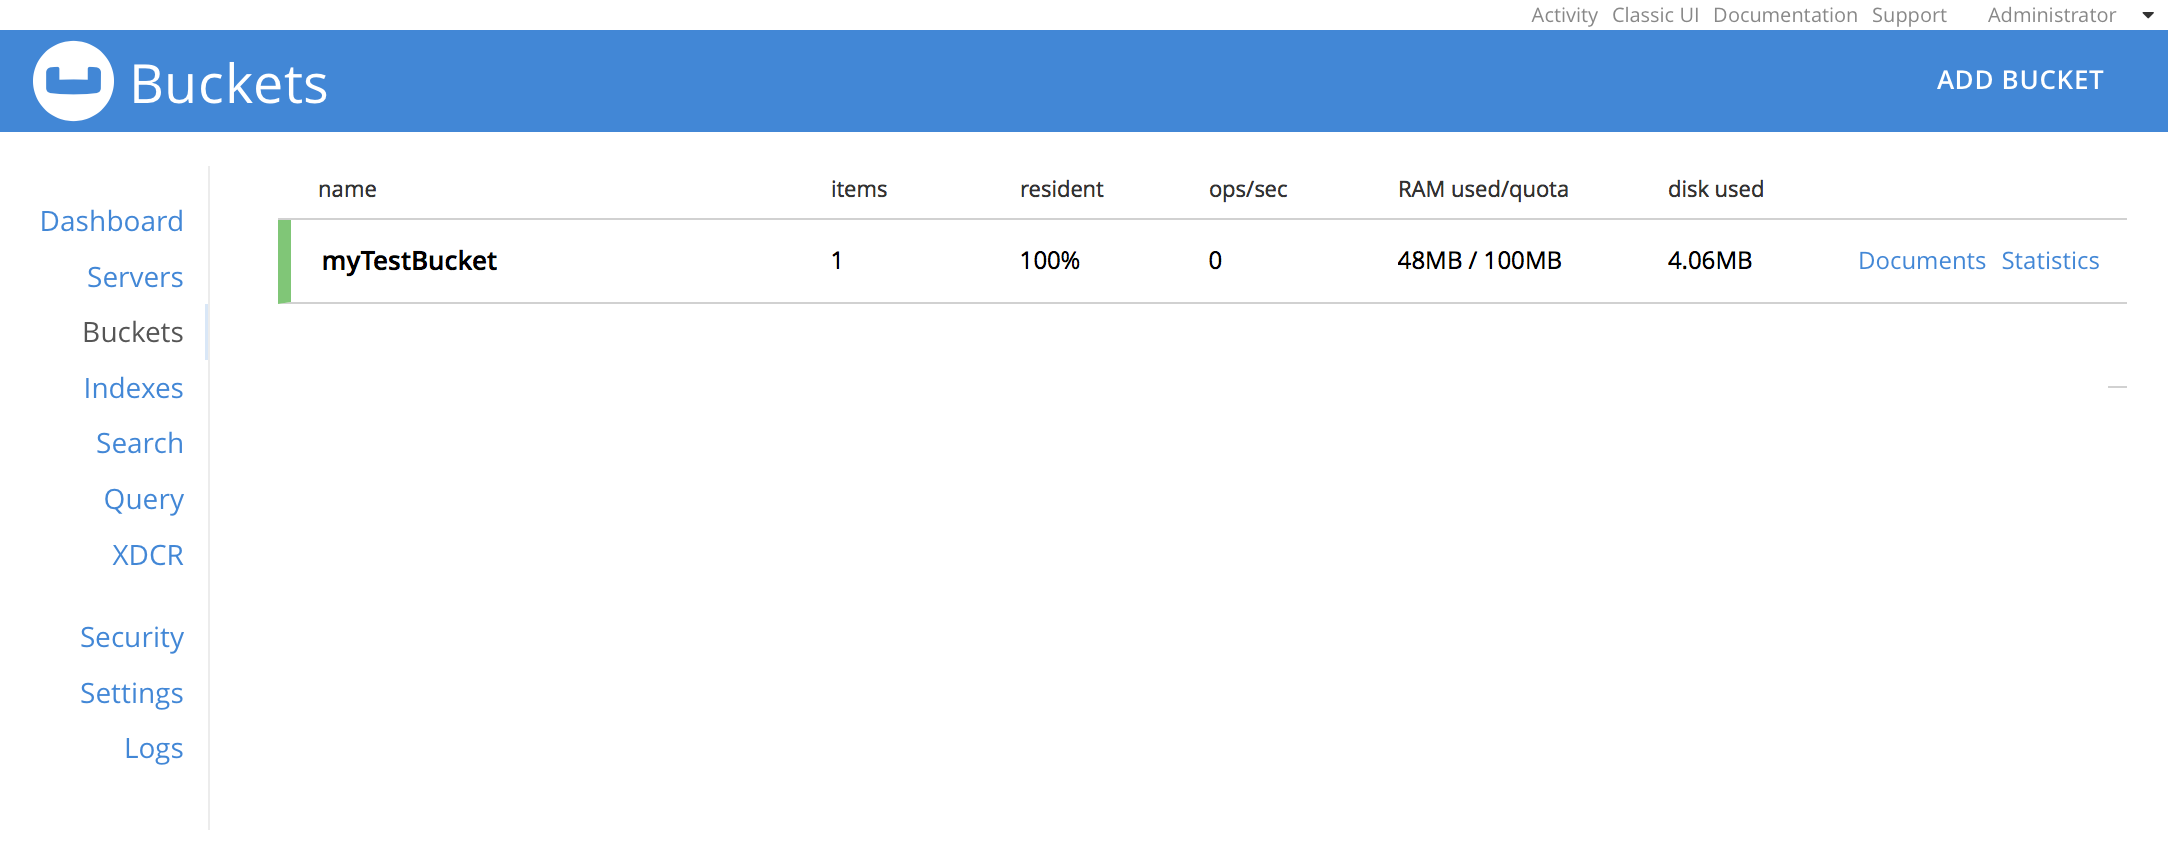 Activity Classic UI Documentation Support Administrator
Buckets ADD BUCKET
name items resident ops/sec RAM used/quota disk used
myTestBucket 1 100% 0 48MB / 100MB 4.06MB Documents Statistics
Dashboard
Servers
Buckets
Indexes
Search
Query
XDCR
Security
Settings
Logs